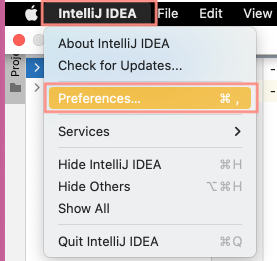 IntelliJ IDEA File Edit View
About IntelliJ IDEA
Check for Updates...
Preferences... ⌘ ,
Services
Hide IntelliJ IDEA ⌘H
Hide Others ⌥⌘H
Show All
Quit IntelliJ IDEA ⌘Q
Proje